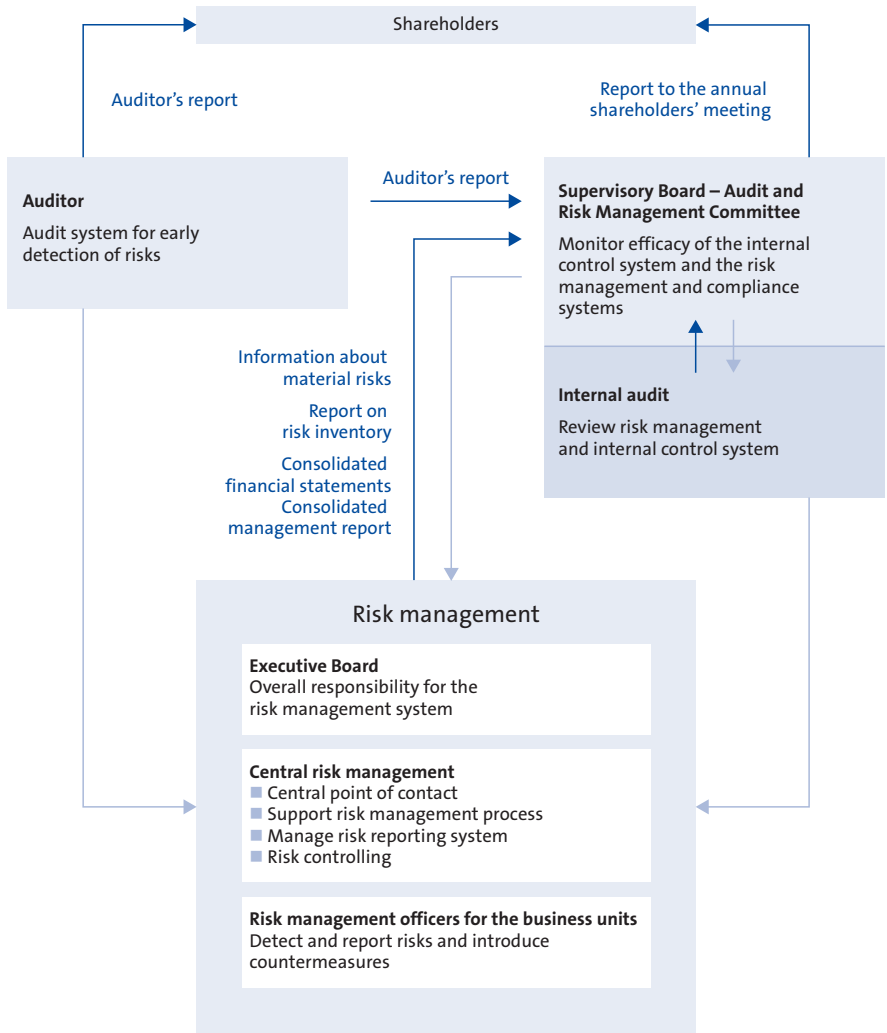 Shareholders
Auditor’s report
Report to the annual
shareholders’ meeting
Auditor
Audit system for early
detection of risks
Auditor’s report
Supervisory Board – Audit and
Risk Management Committee
Monitor efficacy of the internal
control system and the risk
management and compliance
systems
Information about
material risks
Report on
risk inventory
Consolidated
financial statements
Consolidated
management report
Internal audit
Review risk management
and internal control system
Risk management
Executive Board
Overall responsibility for the
risk management system
Central risk management
Central point of contact
Support risk management process
Manage risk reporting system
Risk controlling
Risk management officers for the business units
Detect and report risks and introduce
countermeasures